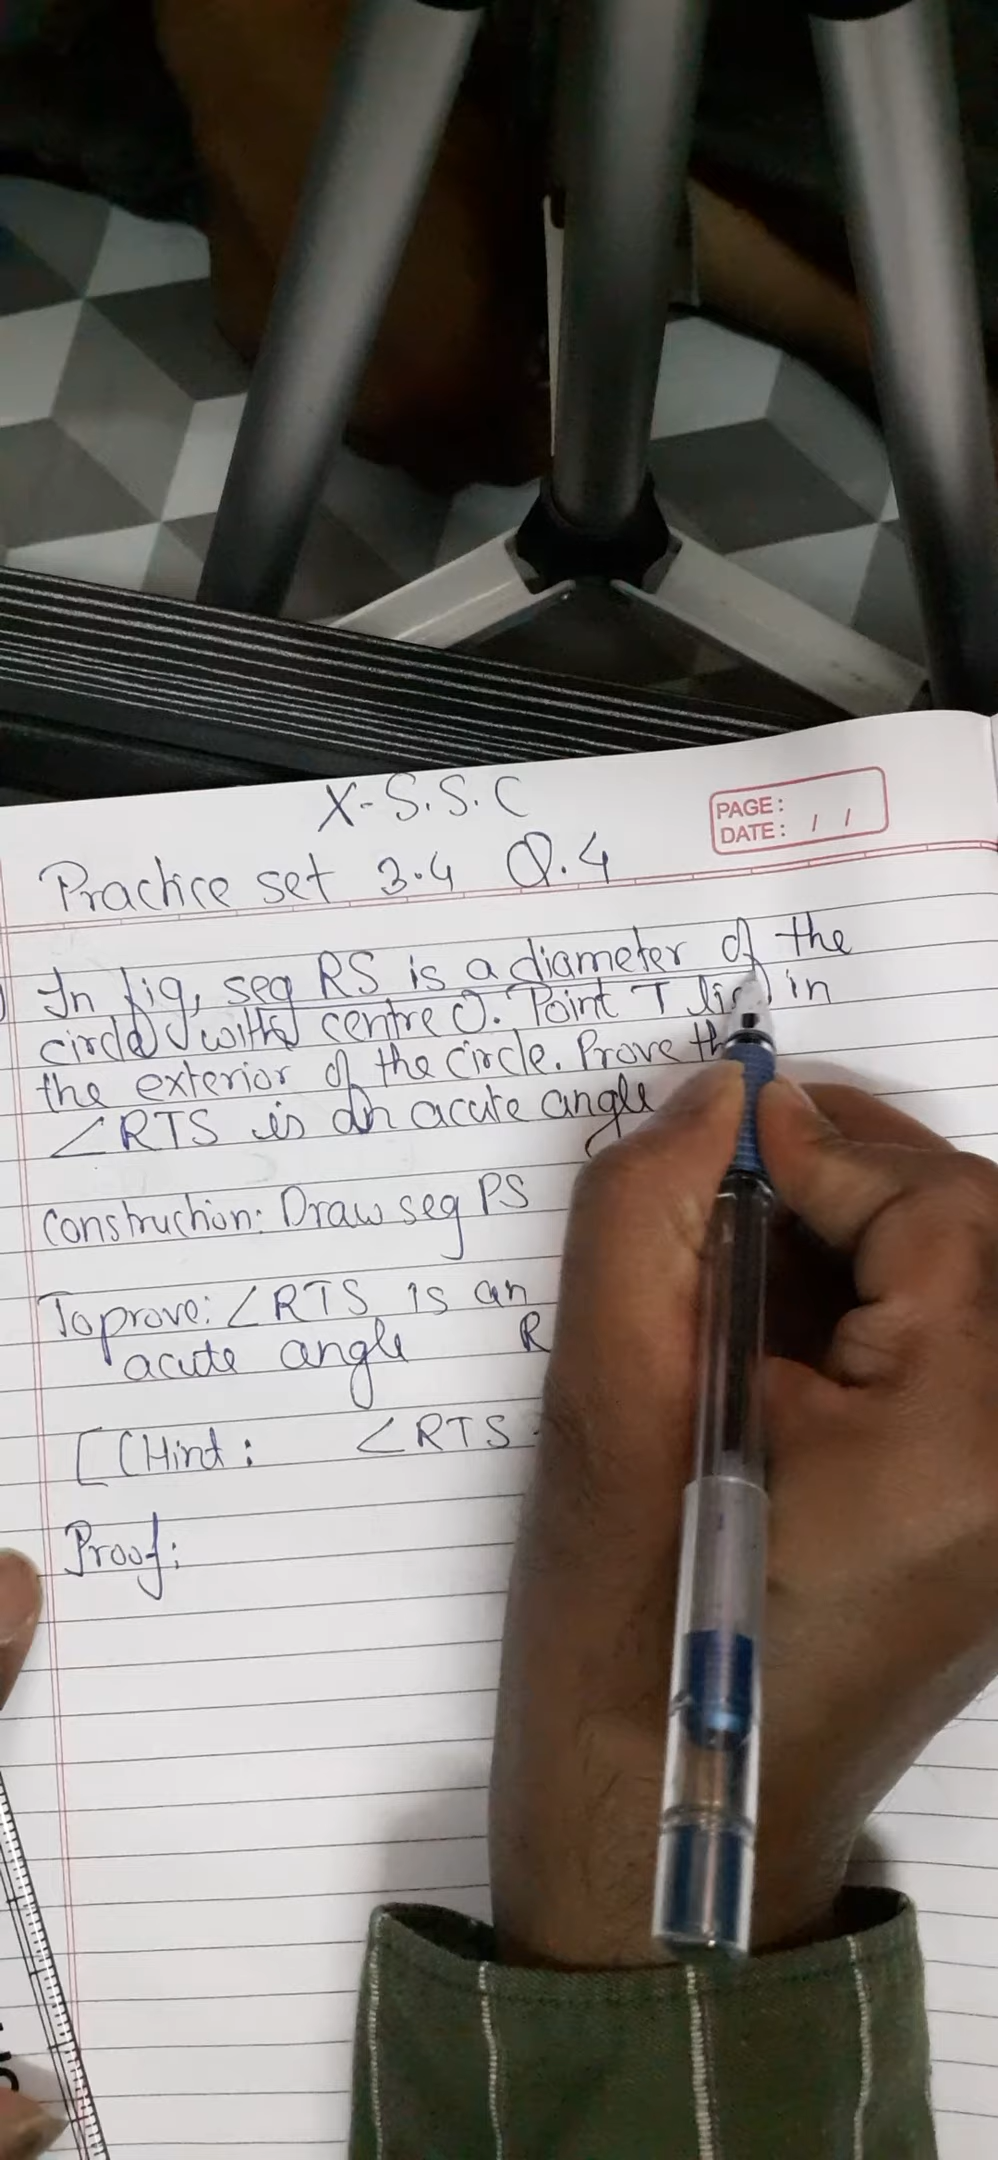 X-S.S.C
PAGE:
DATE: / /
Practice set 3.4 Q.4
In fig, seg RS is a diameter of the
circle with centre O. Point T in
the exterior of the circle. Prove
∠RTS is an acute angle
Construction: Draw seg PS
To prove: ∠RTS is an
acute angle R
[(Hint: ∠RTS
Proof: